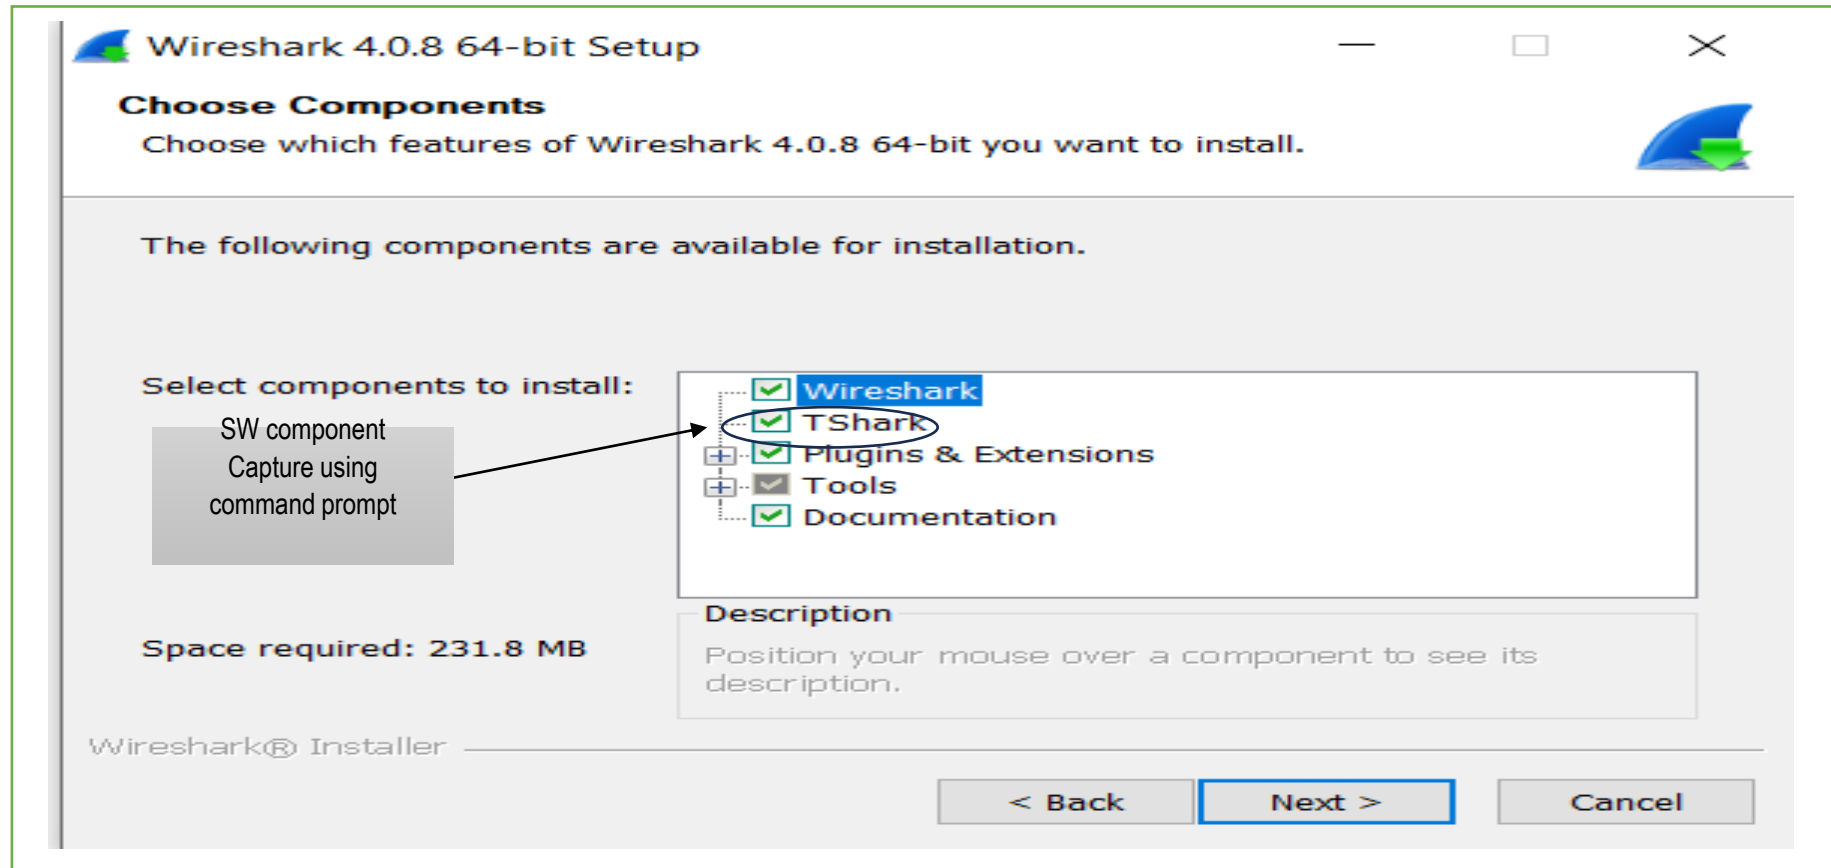 Wireshark 4.0.8 64-bit Setup
Choose Components
Choose which features of Wireshark 4.0.8 64-bit you want to install.
The following components are available for installation.
Select components to install:
SW component
Capture using
command prompt
Wireshark
TShark
Plugins & Extensions
Tools
Documentation
Space required: 231.8 MB
Description
Position your mouse over a component to see its
description.
Wireshark® Installer
< Back
Next >
Cancel